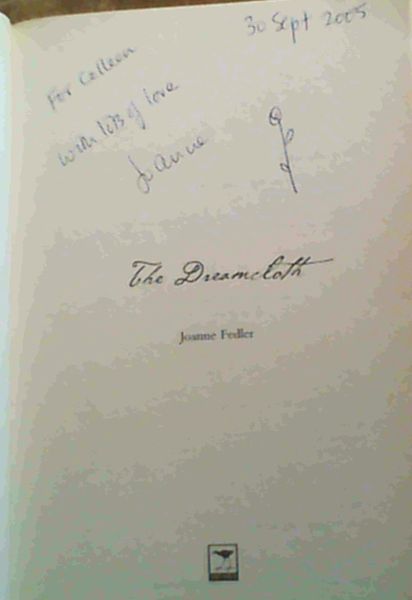 30 Sept 2005
For Colleen
with lots of love
Joanne
The Dreamcloth
Joanne Fedler